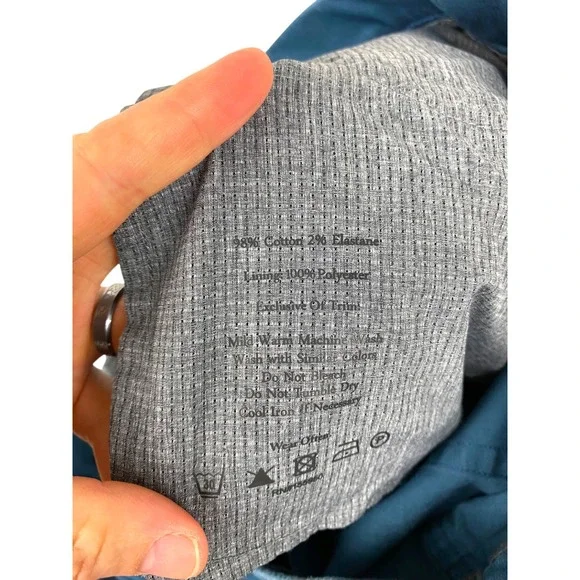 98% Cotton 2% Elastane
Lining: 100% Polyester
Exclusive Of Trim
Mild Warm Machine Wash
Wash with Similar Colors
Do Not Bleach
Do Not Tumble Dry
Cool Iron If Necessary
Wear Often
P